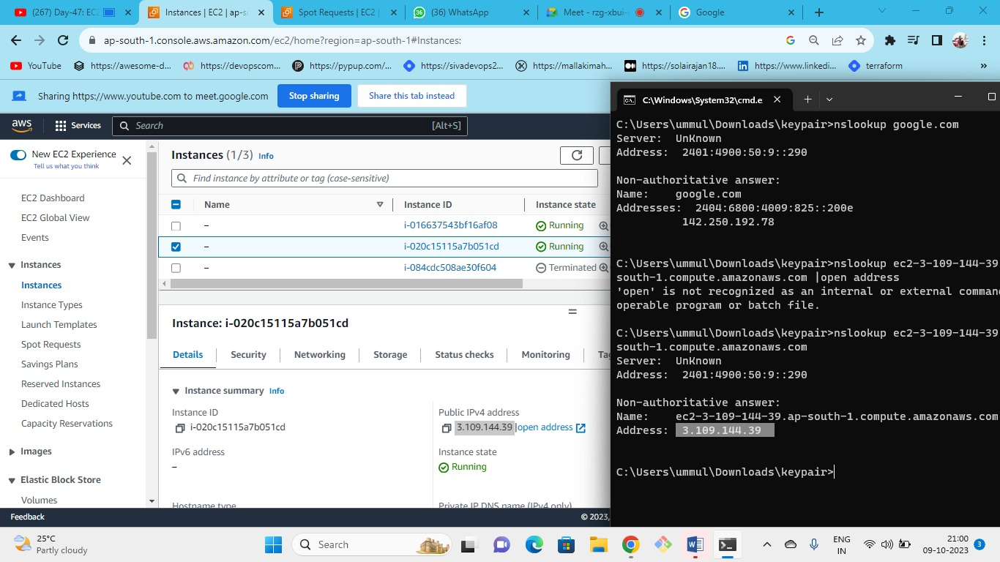 (267) Day-47: EC
Instances | EC2 | ap-s
Spot Requests | EC2 |
36
(36) WhatsApp
Meet - rzg-xbui-
Google
ap-south-1.console.aws.amazon.com/ec2/home?region=ap-south-1#Instances:
YouTube
https://awesome-d...
https://devopscom...
https://pypup.com/...
https://sivadevops2...
https://mallakimah...
https://solairajan18....
https://www.linkedi...
terraform
Sharing https://www.youtube.com to meet.google.com
Stop sharing
Share this tab instead
aws
Services
Search
[Alt+S]
New EC2 Experience
Tell us what you think
EC2 Dashboard
EC2 Global View
Events
Instances
Instances
Instance Types
Launch Templates
Spot Requests
Savings Plans
Reserved Instances
Dedicated Hosts
Capacity Reservations
Images
Elastic Block Store
Volumes
Instances (1/3) Info
Find instance by attribute or tag (case-sensitive)
Name
Instance ID
Instance state
– i-016637543bf16af08 Running
– i-020c15115a7b051cd Running
– i-084cdc508ae30f604 Terminated
Instance: i-020c15115a7b051cd
Details
Security
Networking
Storage
Status checks
Monitoring
Tag
Instance summary Info
Instance ID
i-020c15115a7b051cd
Public IPv4 address
3.109.144.39 |open address
IPv6 address
–
Instance state
Running
Hostname type
Private IP DNS name (IPv4 only)
Feedback
© 2023,
C:\Windows\System32\cmd.e
C:\Users\ummul\Downloads\keypair>nslookup google.com
Server:  UnKnown
Address:  2401:4900:50:9::290
Non-authoritative answer:
Name:    google.com
Addresses:  2404:6800:4009:825::200e
142.250.192.78
C:\Users\ummul\Downloads\keypair>nslookup ec2-3-109-144-39
south-1.compute.amazonaws.com |open address
'open' is not recognized as an internal or external comman
operable program or batch file.
C:\Users\ummul\Downloads\keypair>nslookup ec2-3-109-144-39
south-1.compute.amazonaws.com
Server:  UnKnown
Address:  2401:4900:50:9::290
Non-authoritative answer:
Name:    ec2-3-109-144-39.ap-south-1.compute.amazonaws.com
Address:  3.109.144.39
C:\Users\ummul\Downloads\keypair>
25°C
Partly cloudy
Search
ENG
IN
21:00
09-10-2023
3